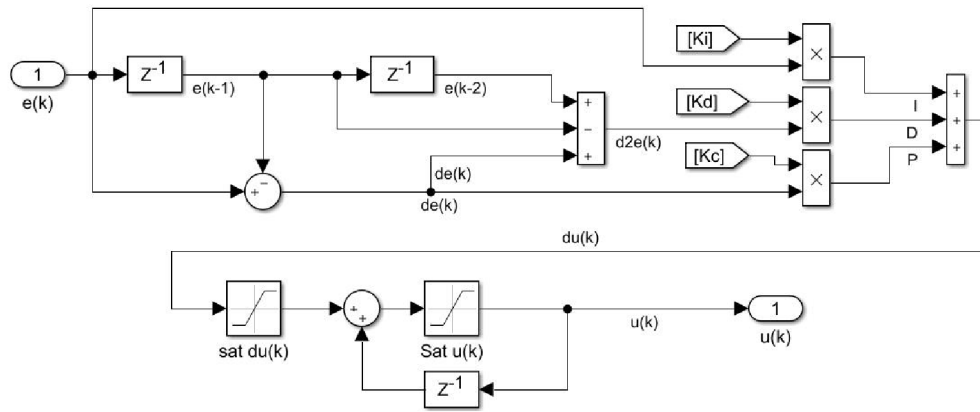 1
e(k)
Z-1
e(k-1)
Z-1
e(k-2)
[Ki]
×
I
[Kd]
×
D
[Kc]
×
P
+
+
+
+
−
+
d2e(k)
+
−
de(k)
de(k)
du(k)
sat du(k)
+
+
Sat u(k)
Z-1
u(k)
1
u(k)